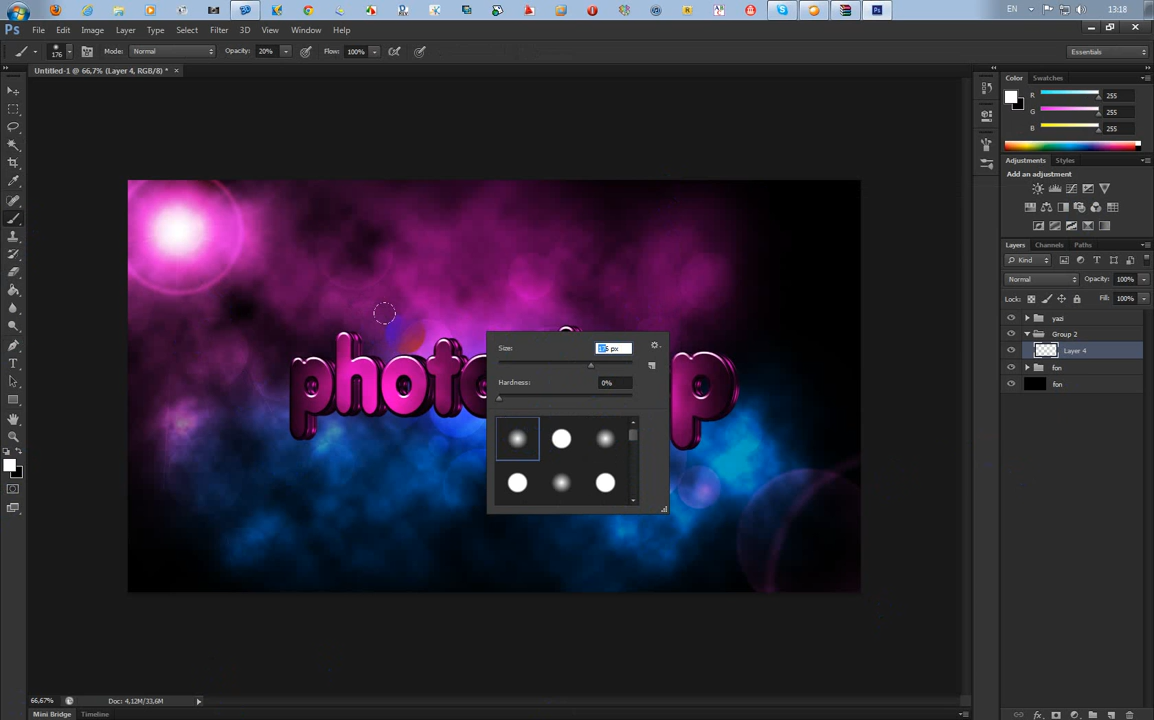 EN
13:18
Ps
File Edit Image Layer Type Select Filter 3D View Window Help
176 Mode: Normal Opacity: 20% Flow: 100%
Essentials
Untitled-1 @ 66,7% (Layer 4, RGB/8) * ×
Color Swatches
R 255
G 255
B 255
Adjustments Styles
Add an adjustment
Layers Channels Paths
Kind
Normal Opacity: 100%
Lock: Fill: 100%
yazi
Group 2
Layer 4
fon
fon
Size: 176 px
Hardness: 0%
photo
p
66,67% Doc: 4,12M/33,6M
Mini Bridge Timeline